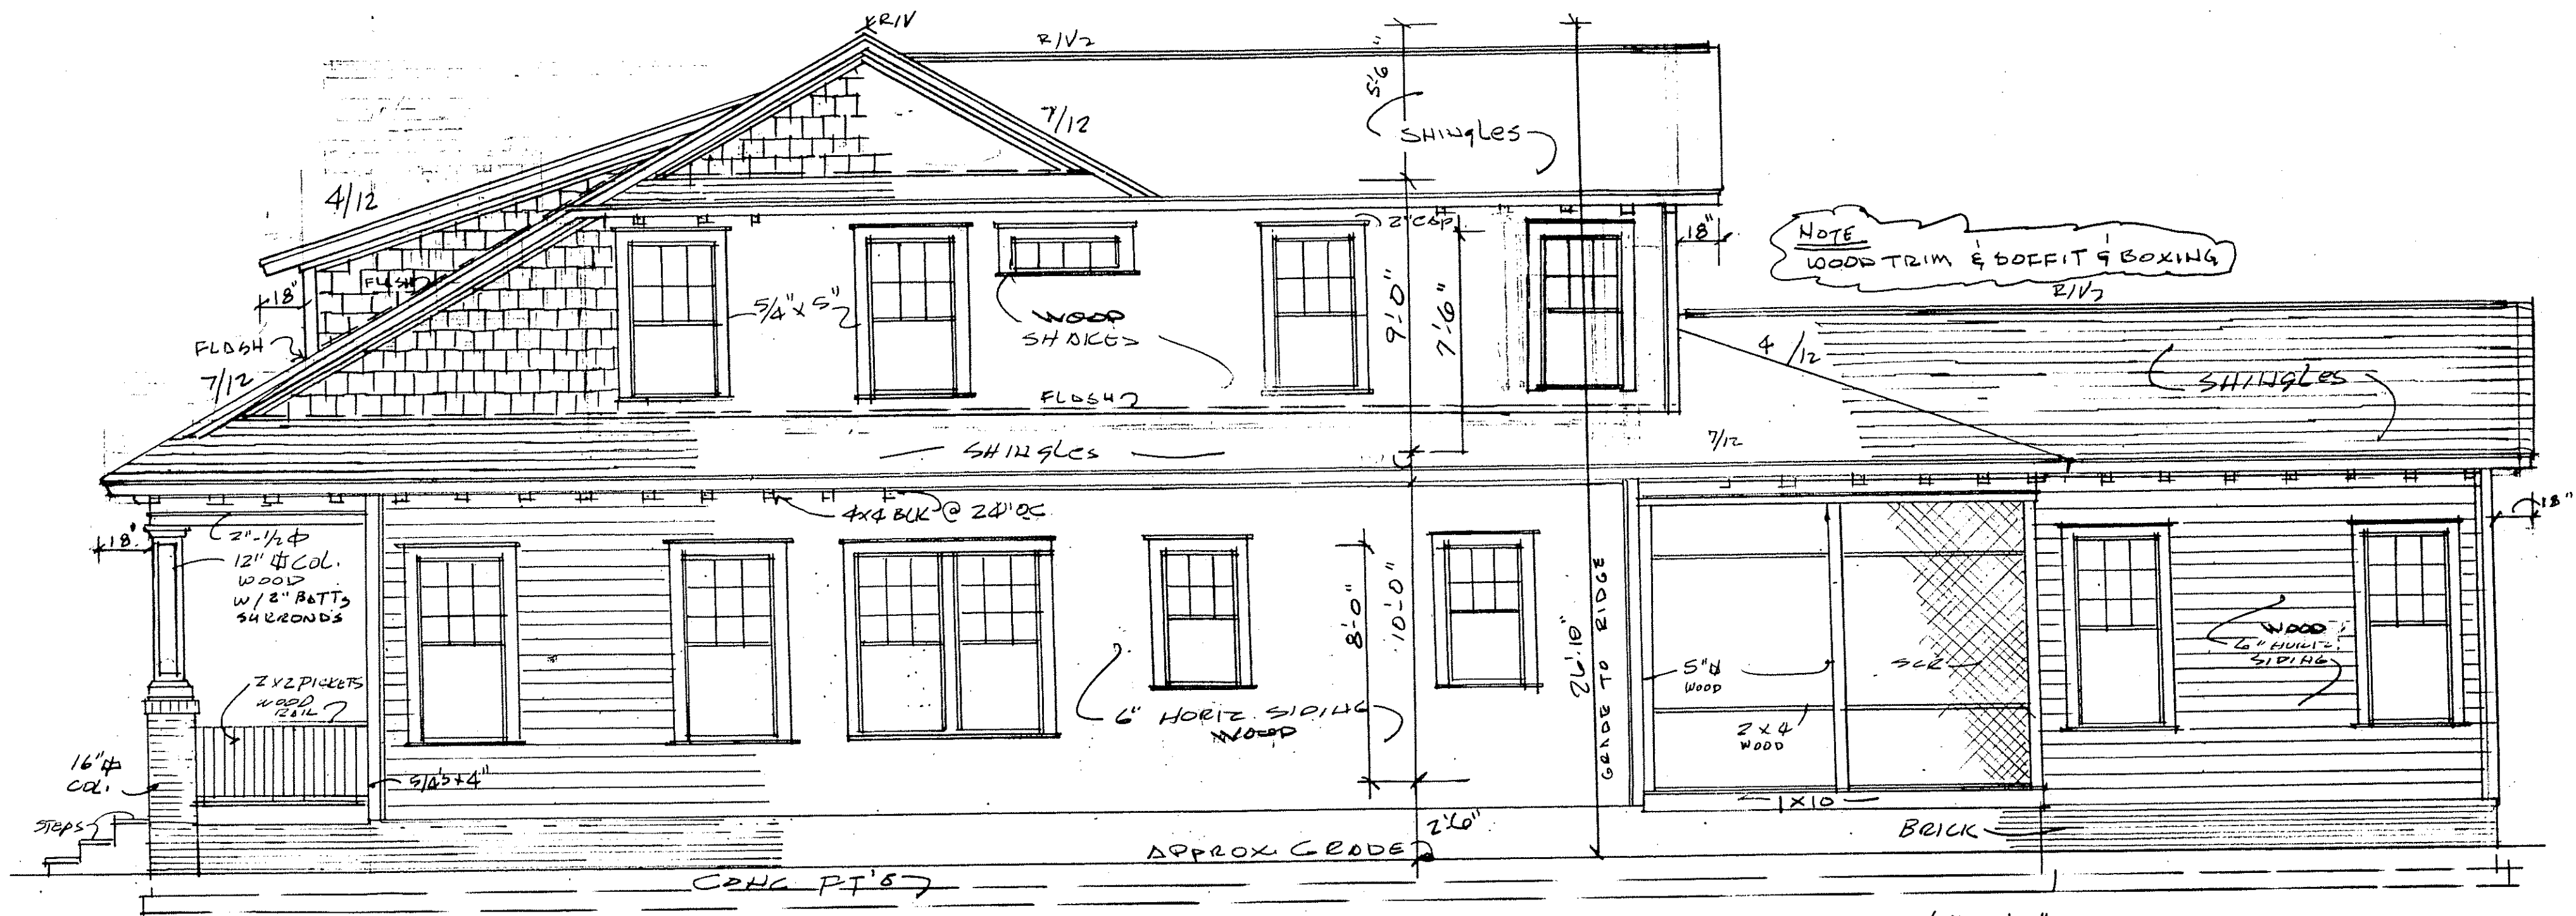 R/V
R/V2
5'6"
7/12
SHINGLES
4/12
2" CAP
18"
NOTE
WOOD TRIM & SOFFIT & BOXING
R/V2
FLASH
18"
5/4" x 5"
WOOD
SHAKES
9'-0"
7'-6"
FLASH
7/12
4/12
SHINGLES
FLASH
SHINGLES
7/12
4x4 BLK @ 24" OC
18"
18"
2"-1/2
12" COL.
WOOD
W/ 2" BATTS
SURRONDS
8'-0"
10'-0"
26'-10"
GRADE TO RIDGE
2x2 PICKETS
WOOD
RAIL
5"
WOOD
SCR
WOOD
6" HORIZ.
SIDING
6" HORIZ. SIDING
WOOD
2x4
WOOD
16"
COL.
5/4's x 4"
1x10
STEPS
2'6"
BRICK
APPROX. GRADE
CONC FT'G